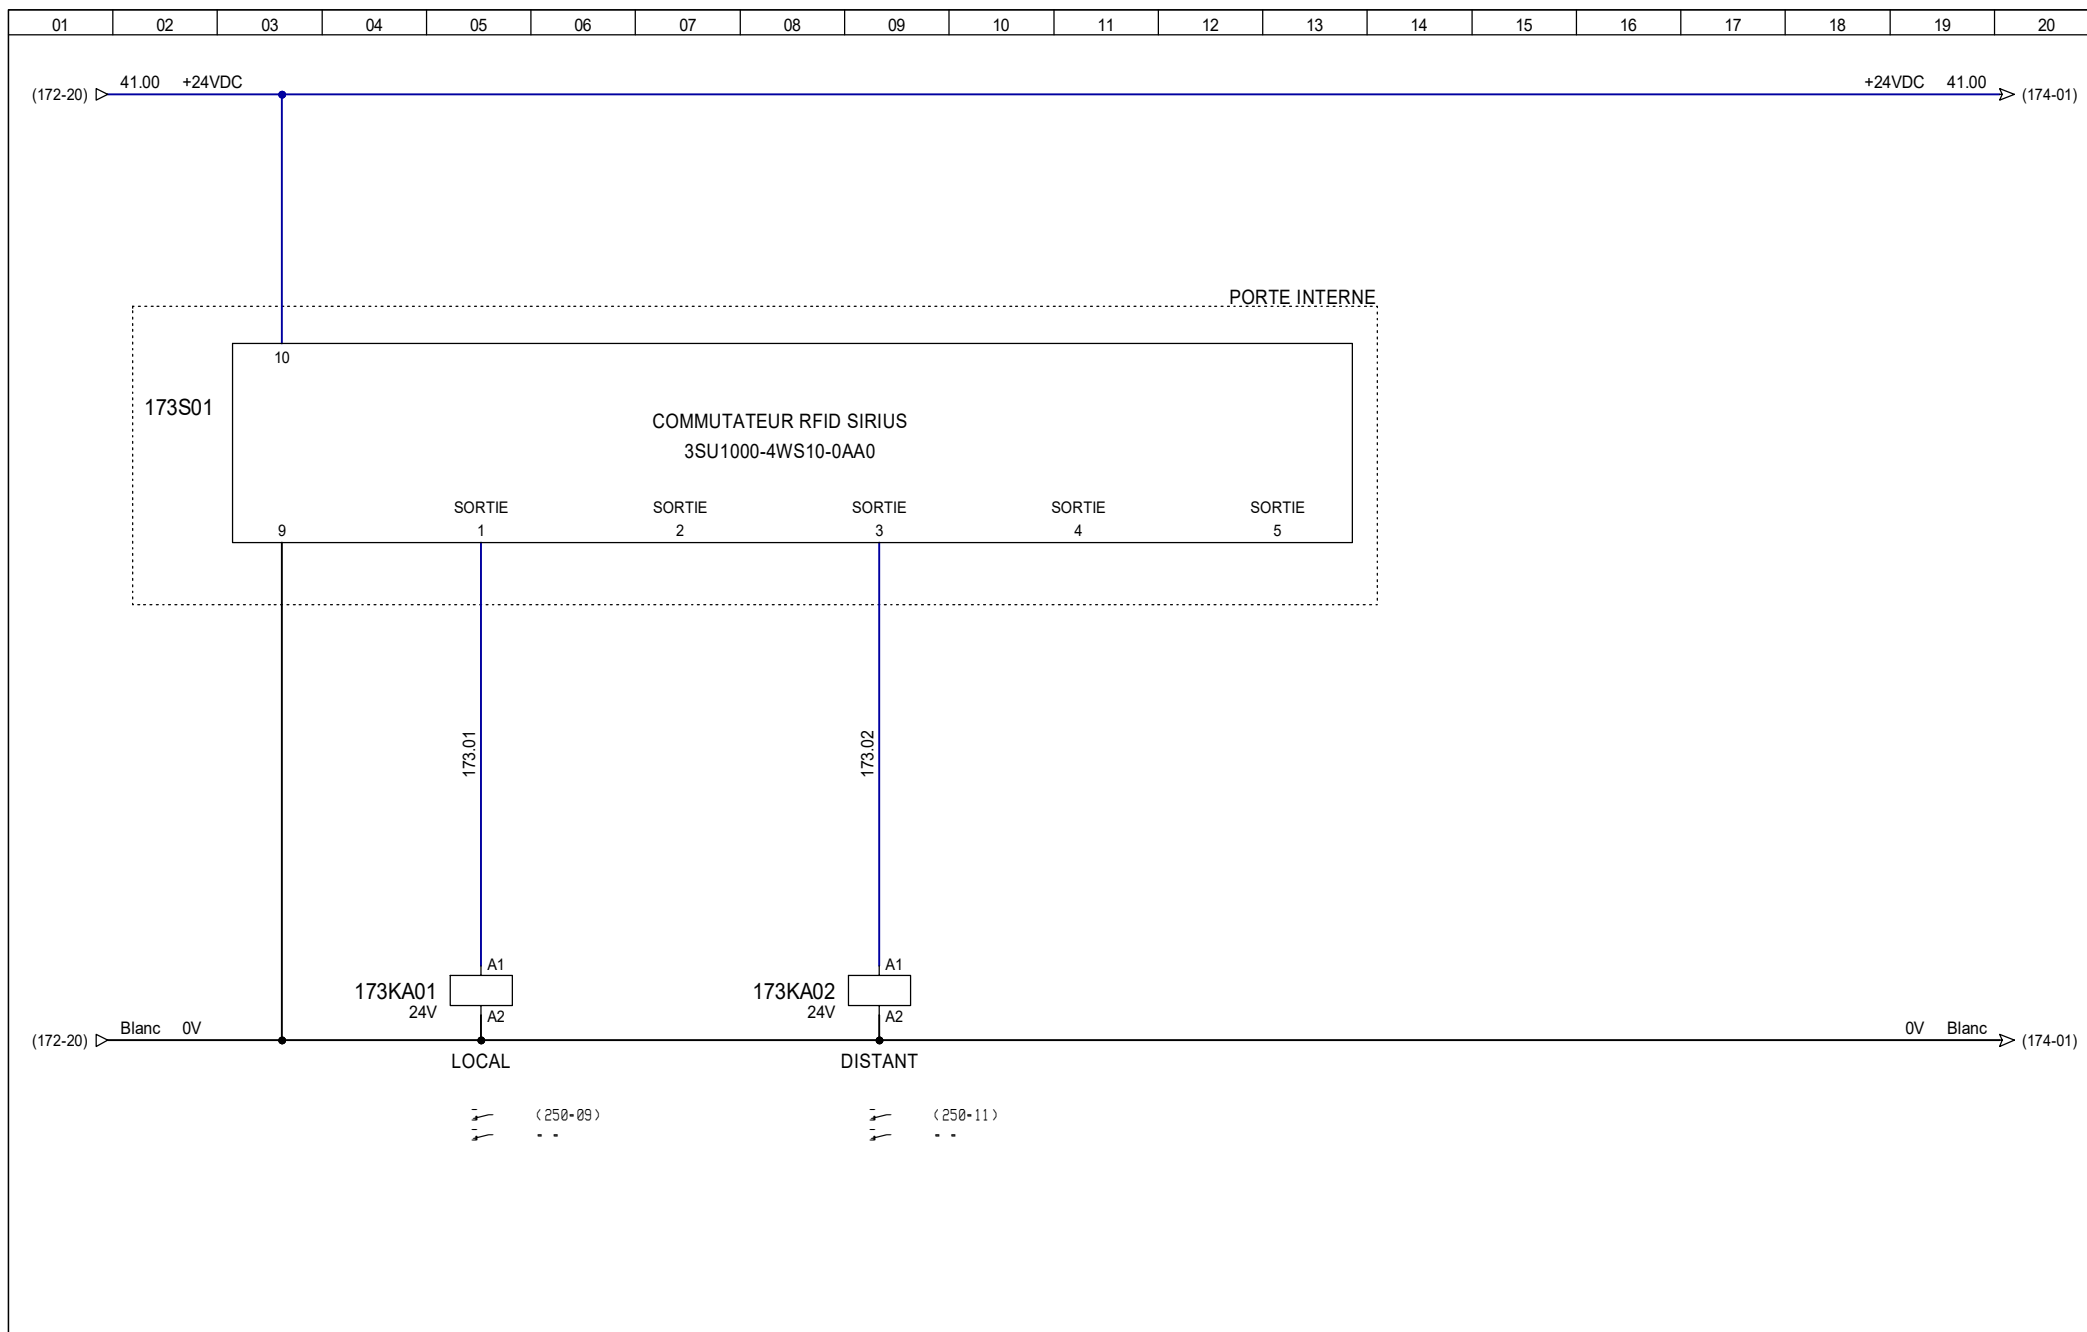 01 02 03 04 05 06 07 08 09 10 11 12 13 14 15 16 17 18 19 20
41.00 +24VDC +24VDC 41.00
(172-20) (174-01)
PORTE INTERNE
10
173S01
COMMUTATEUR RFID SIRIUS
3SU1000-4WS10-0AA0
SORTIE SORTIE SORTIE SORTIE SORTIE
9 1 2 3 4 5
173.01 173.02
A1 A1
173KA01 173KA02
24V 24V
A2 A2
Blanc 0V 0V Blanc
(172-20) (174-01)
LOCAL DISTANT
(250-09) (250-11)
- - - -